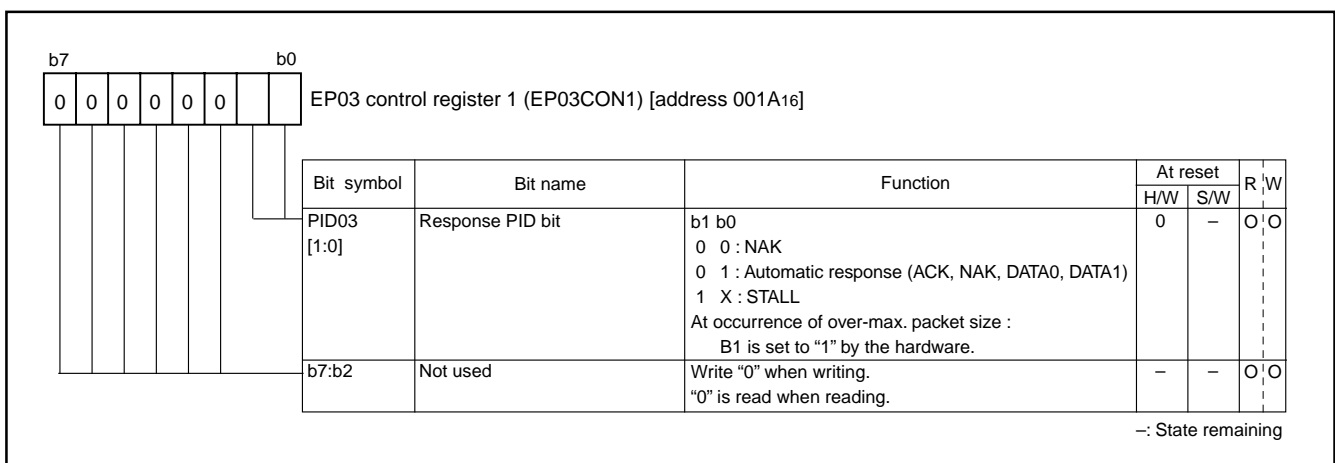 b7 b0
0 0 0 0 0 0
EP03 control register 1 (EP03CON1) [address 001A16]
Bit symbol Bit name Function At reset R W
H/W S/W
PID03 Response PID bit b1 b0 0 – O O
[1:0] 0 0 : NAK
0 1 : Automatic response (ACK, NAK, DATA0, DATA1)
1 X : STALL
At occurrence of over-max. packet size :
B1 is set to “1” by the hardware.
b7:b2 Not used Write “0” when writing. – – O O
“0” is read when reading.
–: State remaining